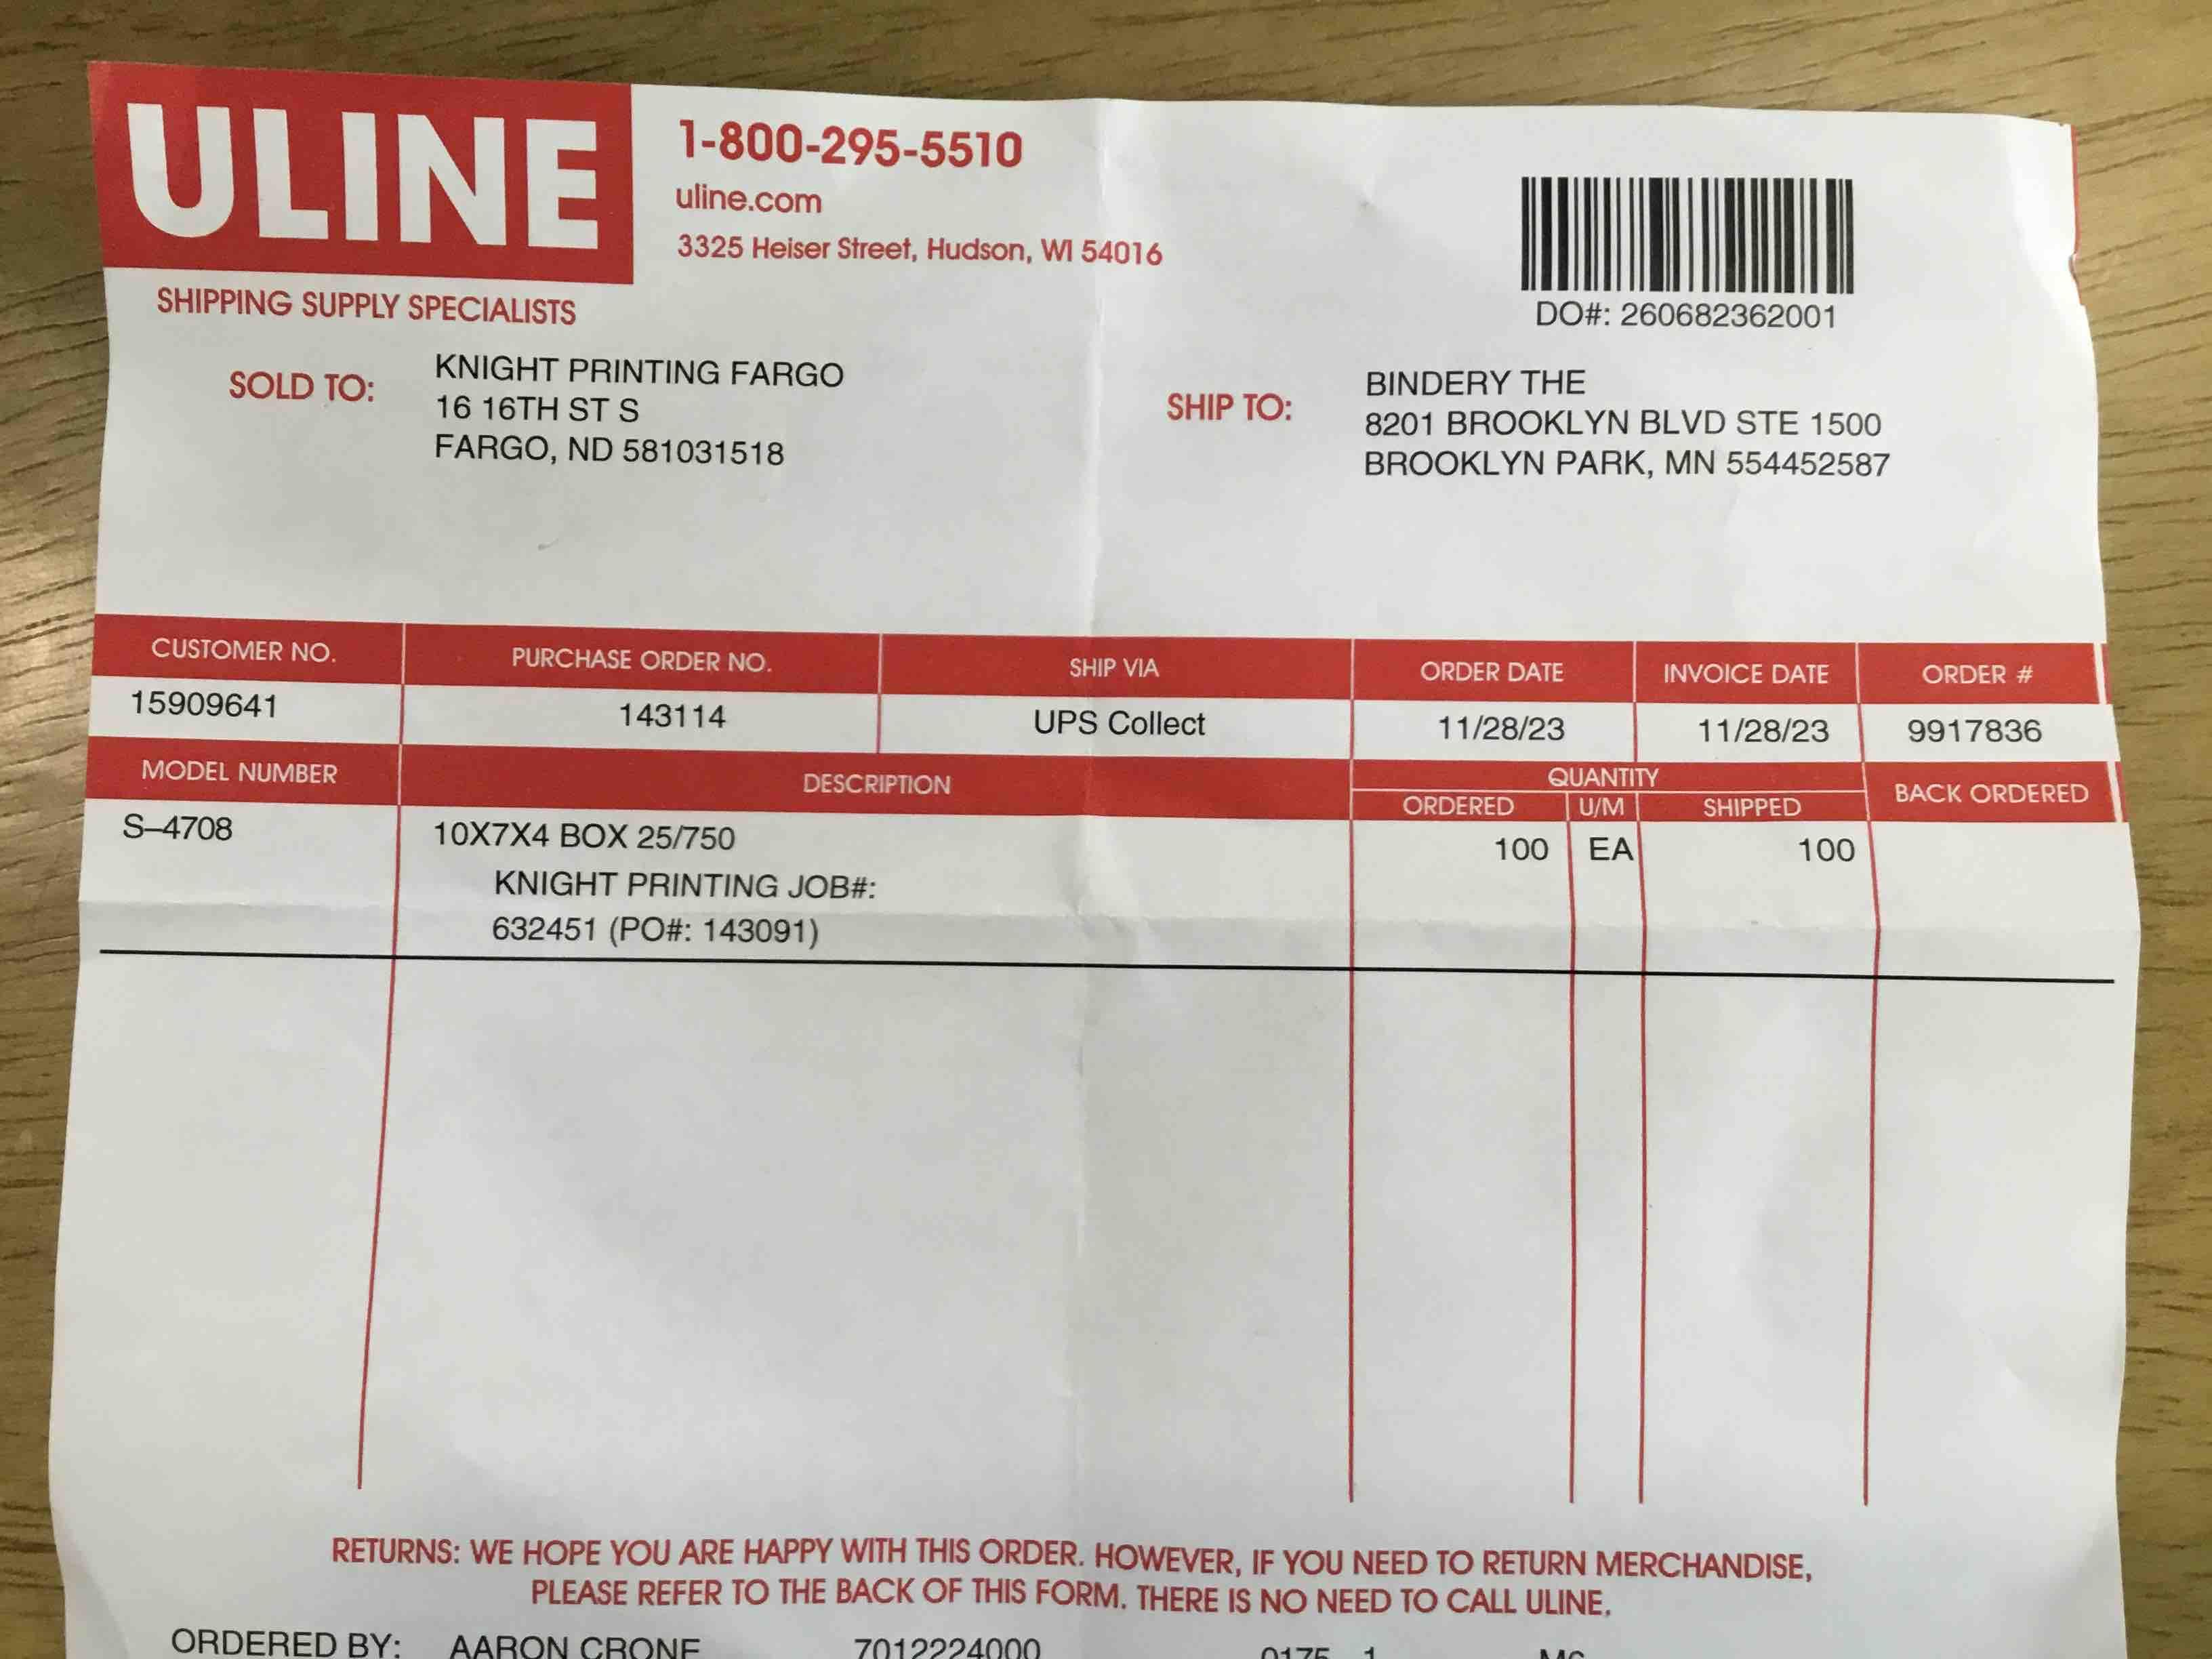 ULINE
1-800-295-5510
uline.com
3325 Heiser Street, Hudson, WI 54016
SHIPPING SUPPLY SPECIALISTS
DO#: 260682362001
SOLD TO:
KNIGHT PRINTING FARGO
16 16TH ST S
FARGO, ND 581031518
SHIP TO:
BINDERY THE
8201 BROOKLYN BLVD STE 1500
BROOKLYN PARK, MN 554452587
CUSTOMER NO. PURCHASE ORDER NO. SHIP VIA ORDER DATE INVOICE DATE ORDER #
15909641 143114 UPS Collect 11/28/23 11/28/23 9917836
MODEL NUMBER DESCRIPTION QUANTITY BACK ORDERED
ORDERED U/M SHIPPED
S–4708 10X7X4 BOX 25/750 100 EA 100
KNIGHT PRINTING JOB#:
632451 (PO#: 143091)
RETURNS: WE HOPE YOU ARE HAPPY WITH THIS ORDER. HOWEVER, IF YOU NEED TO RETURN MERCHANDISE,
PLEASE REFER TO THE BACK OF THIS FORM. THERE IS NO NEED TO CALL ULINE.
ORDERED BY: AARON CRONE 7012224000 0175 1